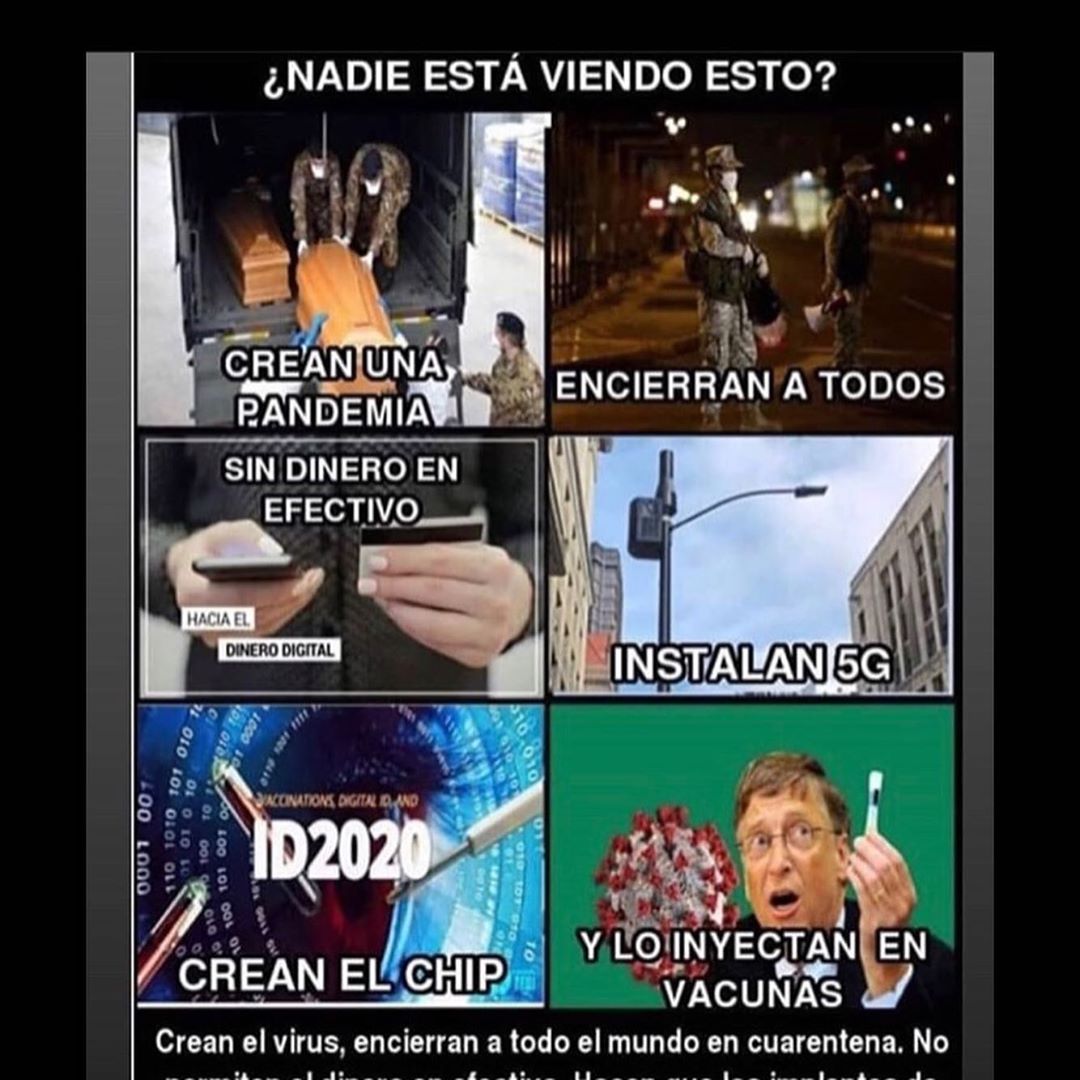 ¿NADIE ESTÁ VIENDO ESTO?
CREAN UNA
PANDEMIA
ENCIERRAN A TODOS
SIN DINERO EN
EFECTIVO
HACIA EL
DINERO DIGITAL
INSTALAN 5G
VACCINATIONS, DIGITAL ID, AND
ID2020
CREAN EL CHIP
Y LO INYECTAN EN
VACUNAS
Crean el virus, encierran a todo el mundo en cuarentena. No